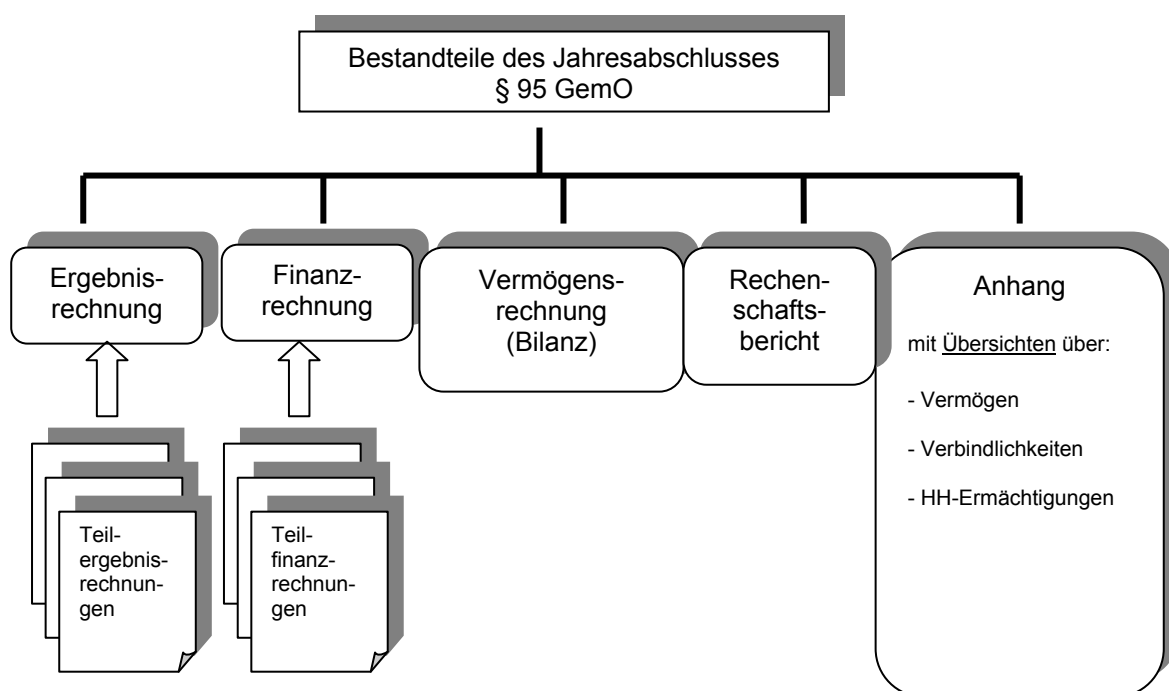 Bestandteile des Jahresabschlusses
§ 95 GemO
Ergebnis-
rechnung
Finanz-
rechnung
Vermögens-
rechnung
(Bilanz)
Rechen-
schafts-
bericht
Anhang
mit Übersichten über:
- Vermögen
- Verbindlichkeiten
- HH-Ermächtigungen
Teil-
ergebnis-
rechnun-
gen
Teil-
finanz-
rechnun-
gen